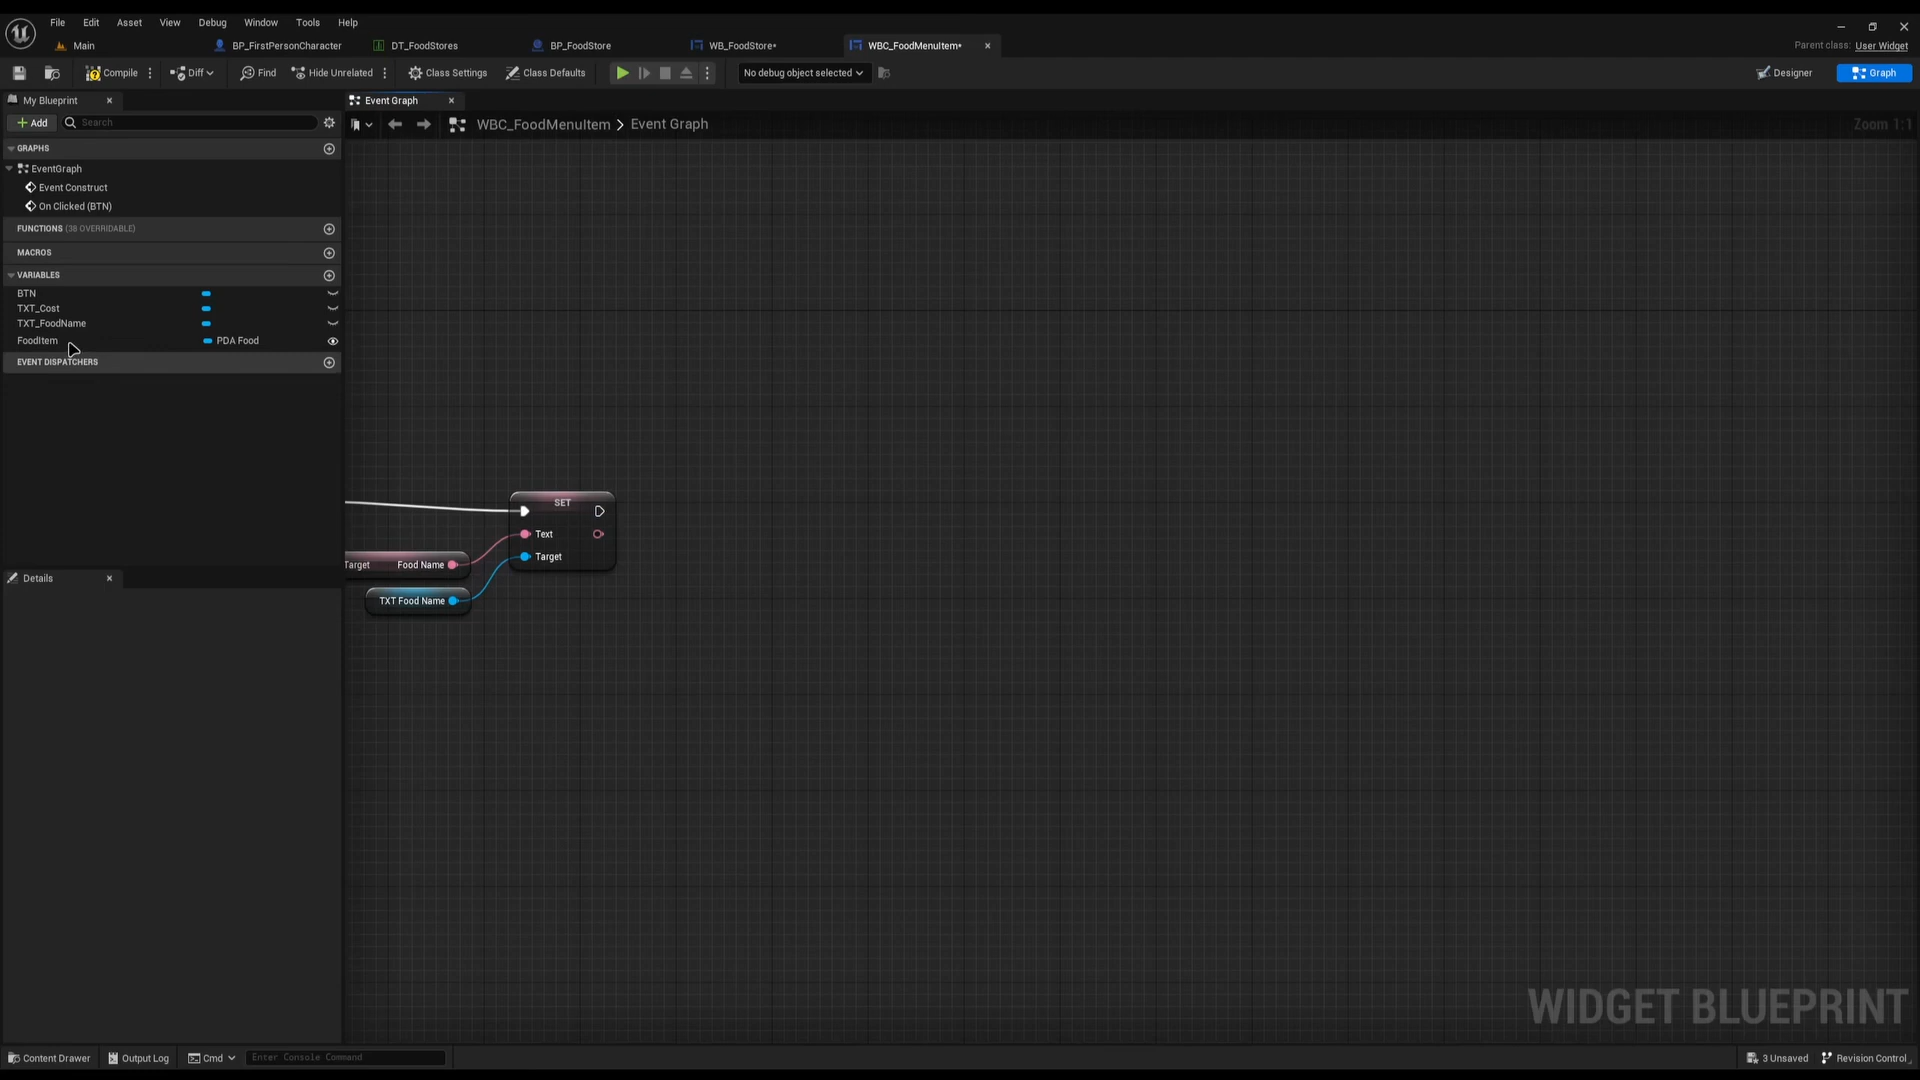 File Edit Asset View Debug Window Tools Help
Main BP_FirstPersonCharacter DT_FoodStores BP_FoodStore WB_FoodStore* WBC_FoodMenuItem*
Parent class: User Widget
Compile Diff Find Hide Unrelated Class Settings Class Defaults No debug object selected Designer Graph
My Blueprint
Event Graph
Add Search
WBC_FoodMenuItem > Event Graph
Zoom 1:1
GRAPHS
EventGraph
Event Construct
On Clicked (BTN)
FUNCTIONS (38 OVERRIDABLE)
MACROS
VARIABLES
BTN
TXT_Cost
TXT_FoodName
FoodItem PDA Food
EVENT DISPATCHERS
SET
Text
Target
Target Food Name
TXT Food Name
Details
WIDGET BLUEPRINT
Content Drawer Output Log Cmd Enter Console Command 3 Unsaved Revision Control